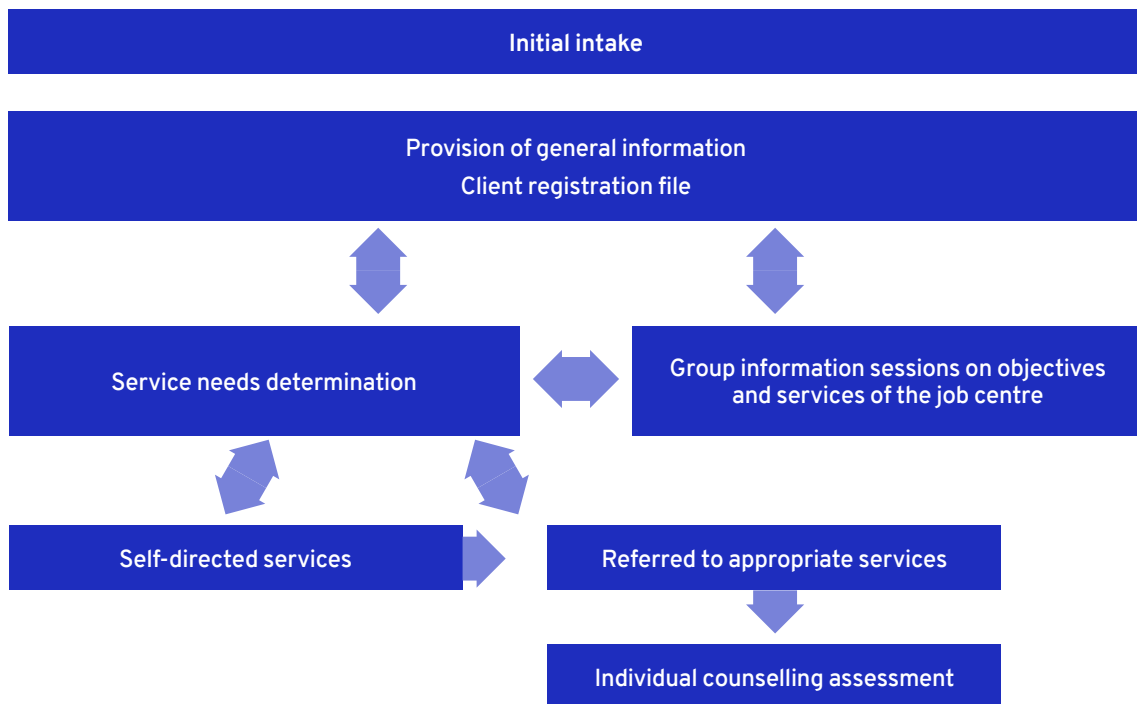 Initial intake
Provision of general information
Client registration file
Service needs determination
Group information sessions on objectives
and services of the job centre
Self-directed services
Referred to appropriate services
Individual counselling assessment